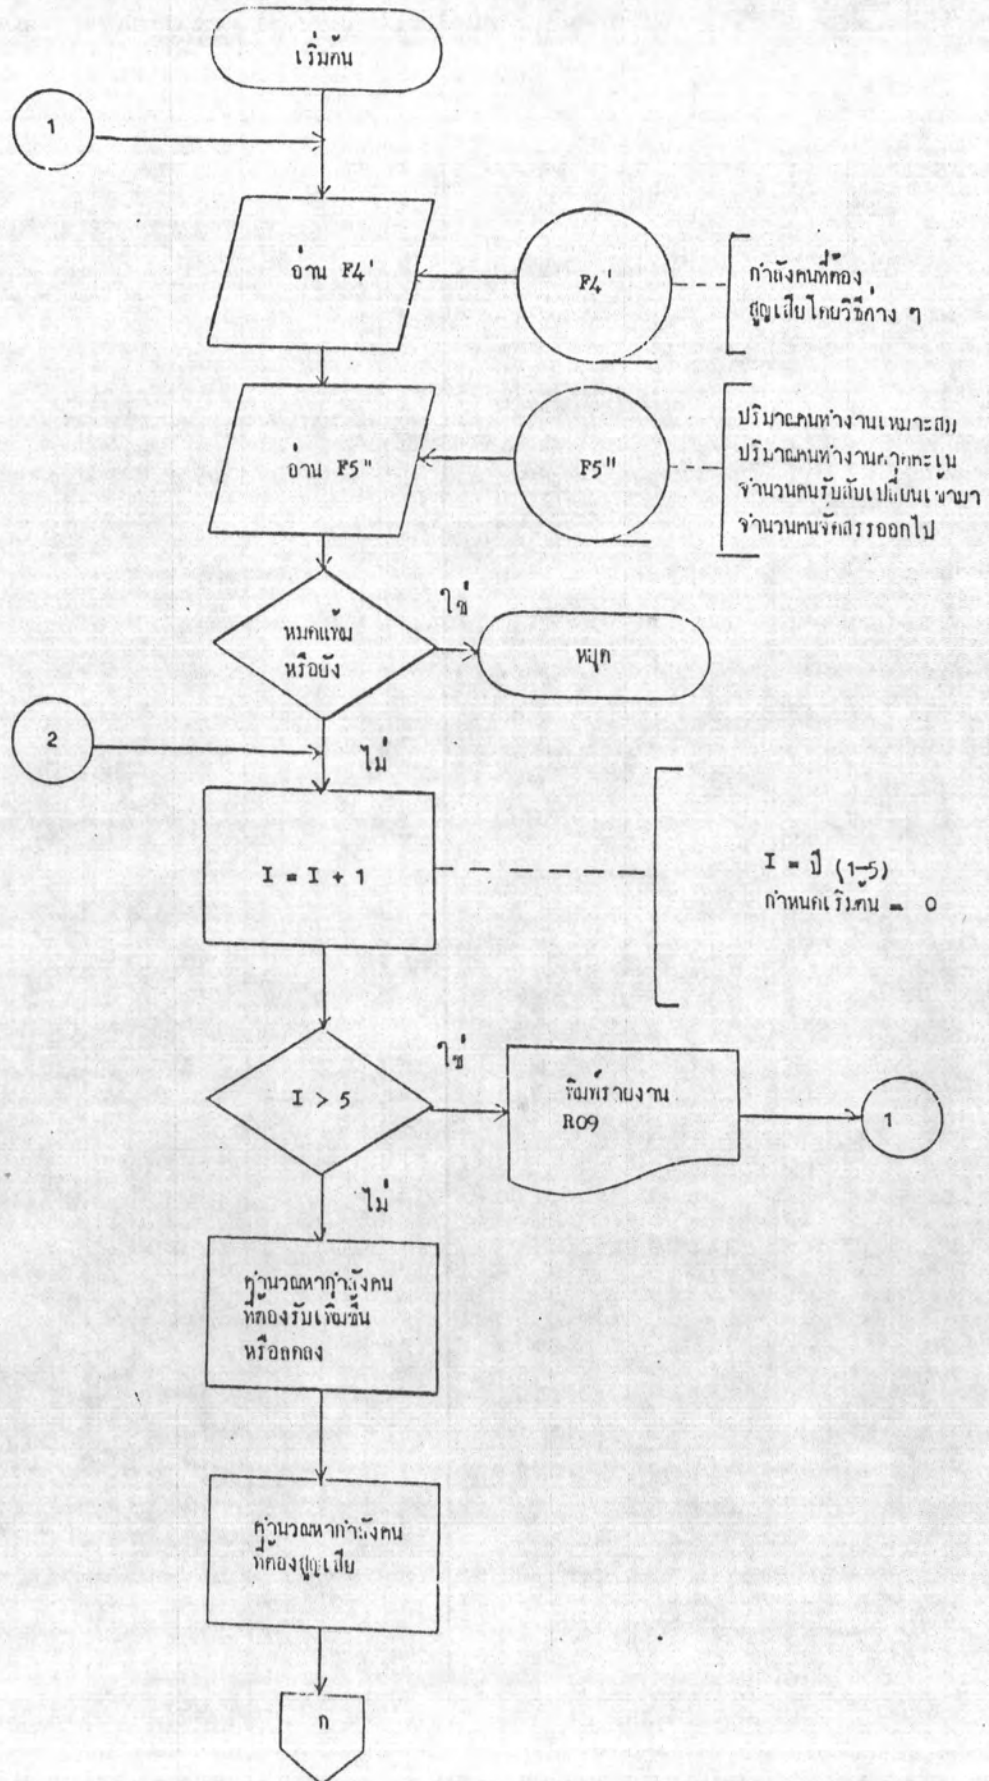 เริ่มต้น
1
อ่าน F4'
F4'
กำลังคนที่ต้อง
สูญเสียโดยวิธีต่าง ๆ
อ่าน F5"
F5"
ปริมาณคนทำงานเหมาะสม
ปริมาณคนทำงานคาดคะเน
จำนวนคนรับสับเปลี่ยนเข้ามา
จำนวนคนจัดสรรออกไป
หมดแฟ้ม
หรือยัง
ใช่
หยุด
2
ไม่
I = I + 1
I = ปี (1-5)
กำหนดเริ่มต้น = 0
I > 5
ใช่
พิมพ์รายงาน
R09
1
ไม่
คำนวณหากำลังคน
ที่ต้องรับเพิ่มขึ้น
หรือลดลง
คำนวณหากำลังคน
ที่ต้องสูญเสีย
ก